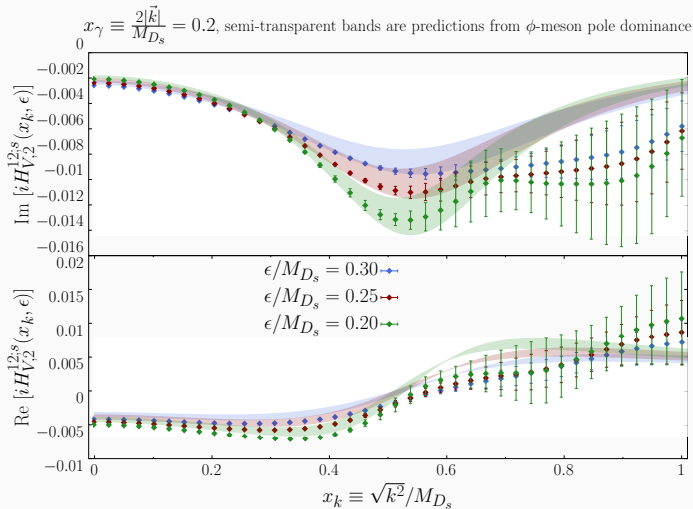 x_γ ≡ 2|k⃗|/M_{D_s} = 0.2, semi-transparent bands are predictions from ϕ-meson pole dominance
0
−0.002
−0.004
−0.006
−0.008
−0.01
−0.012
−0.014
−0.016
Im [iH^{12;s}_{V,2}(x_k, ϵ)]
0.02
0.015
0.01
0.005
0
−0.005
−0.01
Re [iH^{12;s}_{V,2}(x_k, ϵ)]
ϵ/M_{D_s} = 0.30
ϵ/M_{D_s} = 0.25
ϵ/M_{D_s} = 0.20
0 0.2 0.4 0.6 0.8 1
x_k ≡ √k²/M_{D_s}